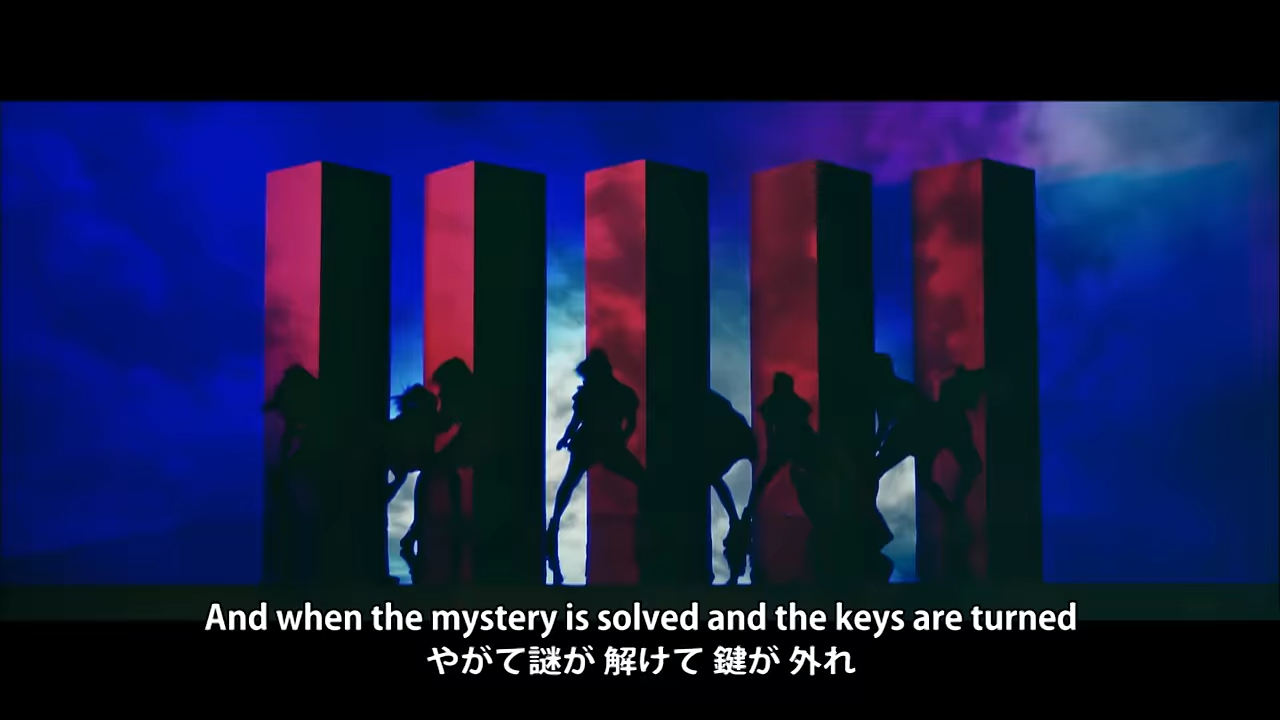 And when the mystery is solved and the keys are turned
やがて謎が 解けて 鍵が 外れ